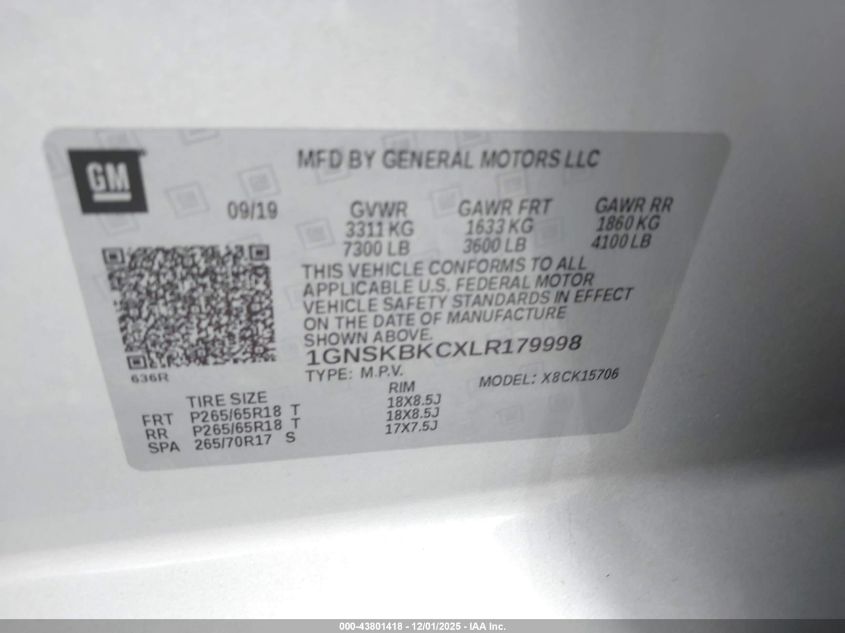 GM
MFD BY GENERAL MOTORS LLC
09/19 GVWR GAWR FRT GAWR RR
3311 KG 1633 KG 1860 KG
7300 LB 3600 LB 4100 LB
THIS VEHICLE CONFORMS TO ALL
APPLICABLE U.S. FEDERAL MOTOR
VEHICLE SAFETY STANDARDS IN EFFECT
ON THE DATE OF MANUFACTURE
SHOWN ABOVE.
1GNSKBKCXLR179998
636R
TYPE: M.P.V. MODEL: X8CK15706
TIRE SIZE RIM
FRT P265/65R18 T 18X8.5J
RR P265/65R18 T 18X8.5J
SPA 265/70R17 S 17X7.5J
000-43801418 - 12/01/2025 - IAA Inc.